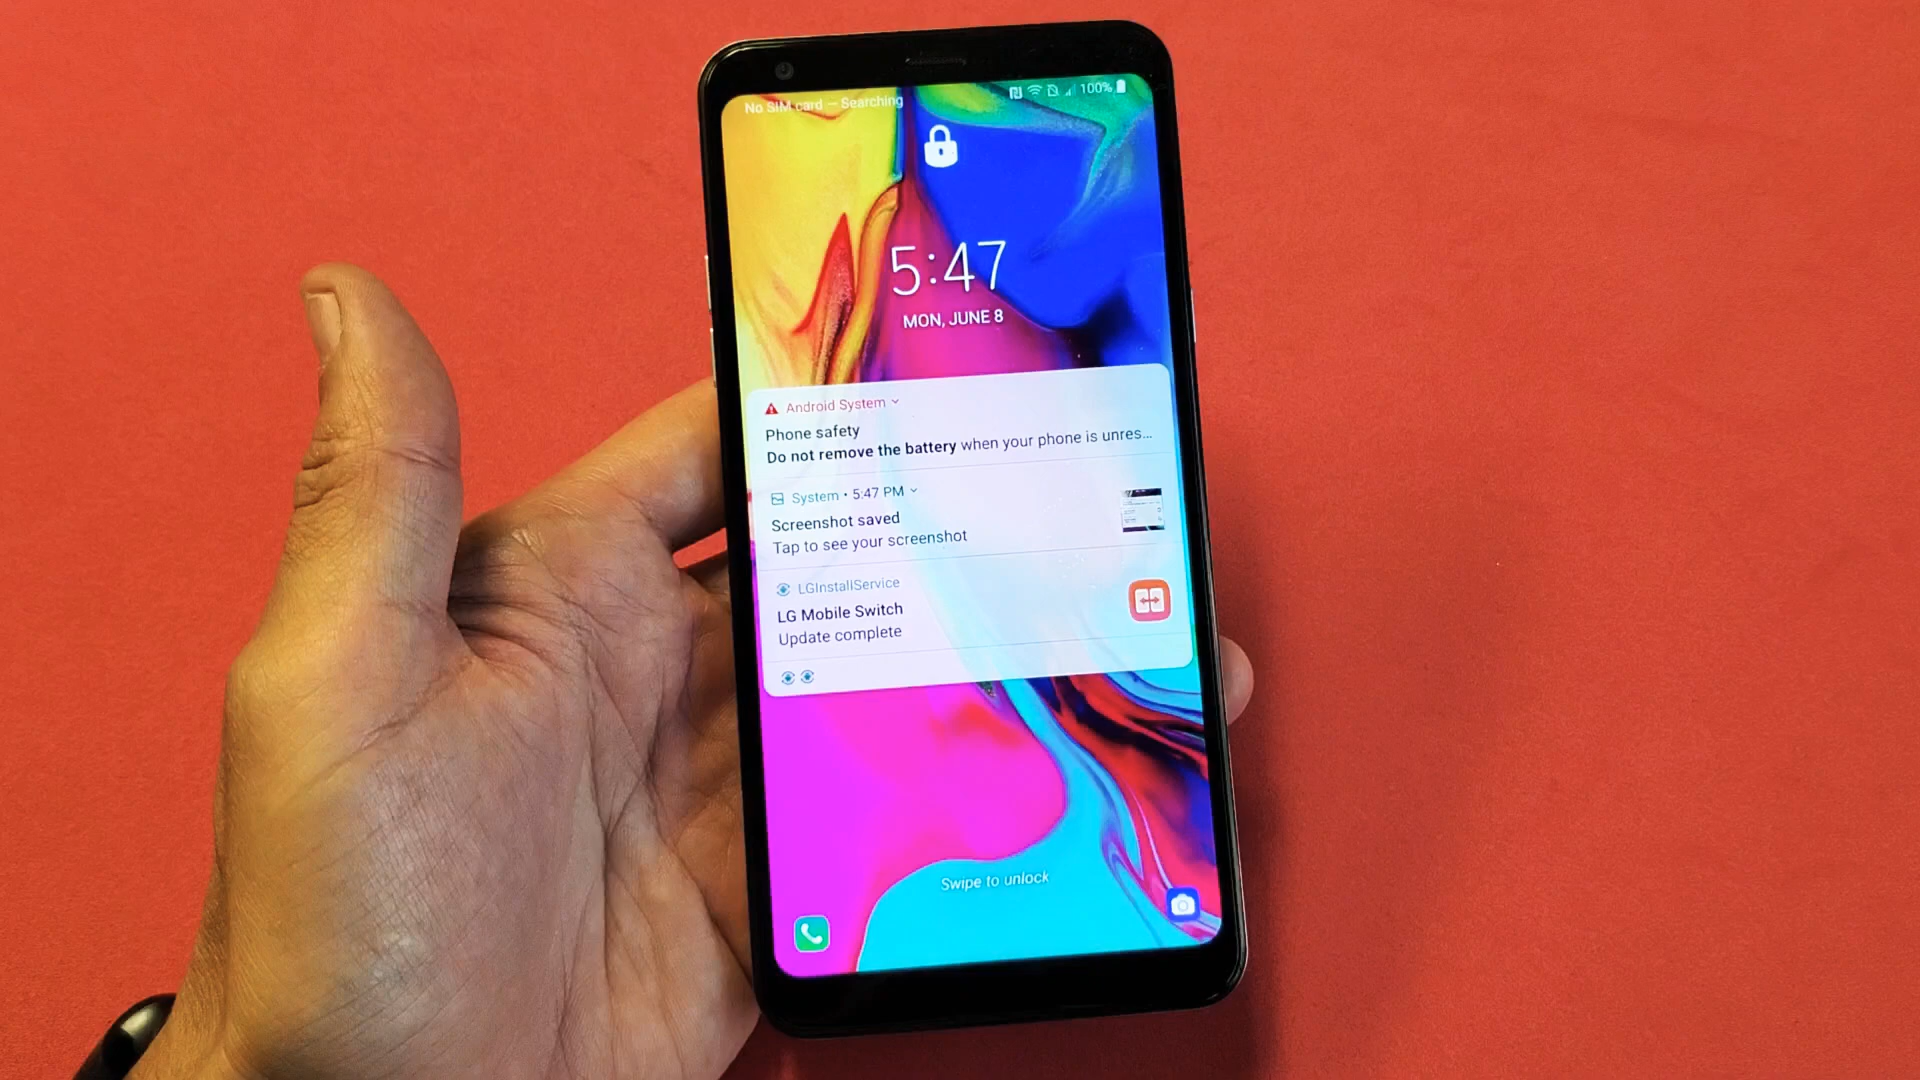 No SIM card – Searching
100%
5:47
MON, JUNE 8
Android System
Phone safety
Do not remove the battery when your phone is unres...
System • 5:47 PM
Screenshot saved
Tap to see your screenshot
LGInstallService
LG Mobile Switch
Update complete
Swipe to unlock